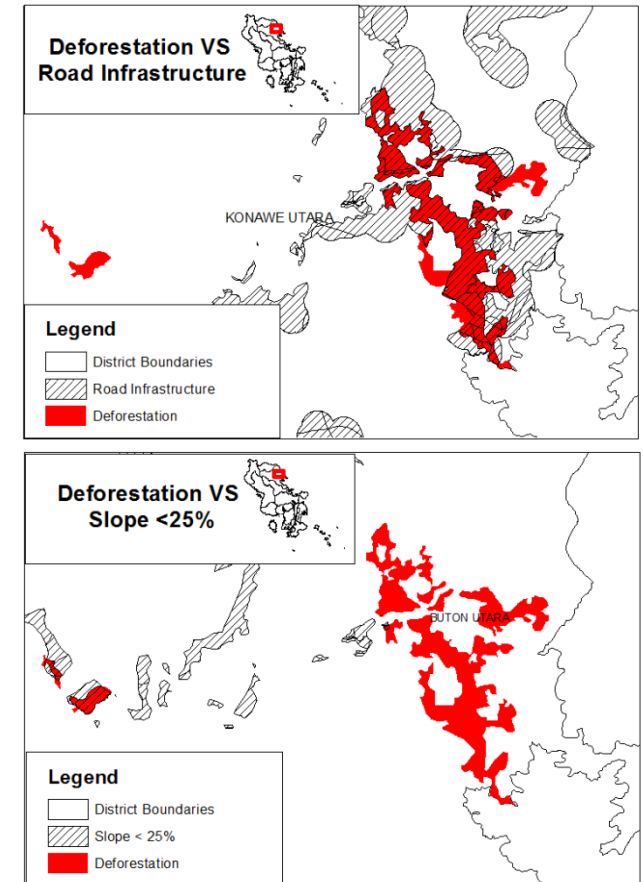 Deforestation VS
Road Infrastructure
KONAWE UTARA
Legend
District Boundaries
Road Infrastructure
Deforestation
Deforestation VS
Slope <25%
BUTON UTARA
Legend
District Boundaries
Slope < 25%
Deforestation